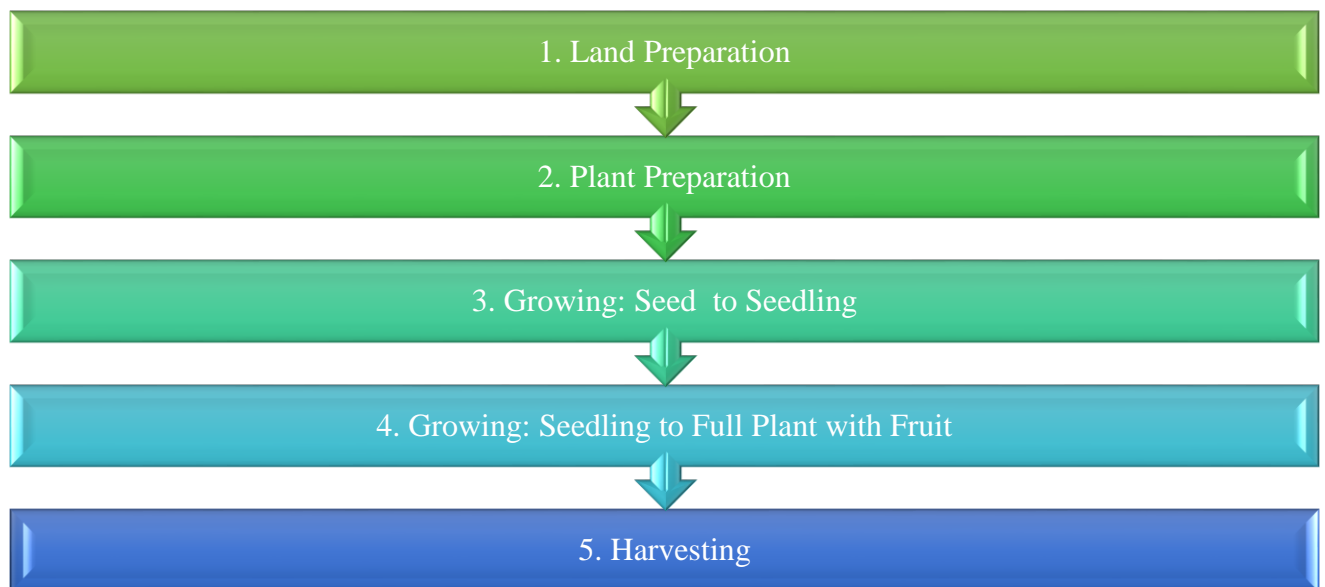 1. Land Preparation
2. Plant Preparation
3. Growing: Seed  to Seedling
4. Growing: Seedling to Full Plant with Fruit
5. Harvesting